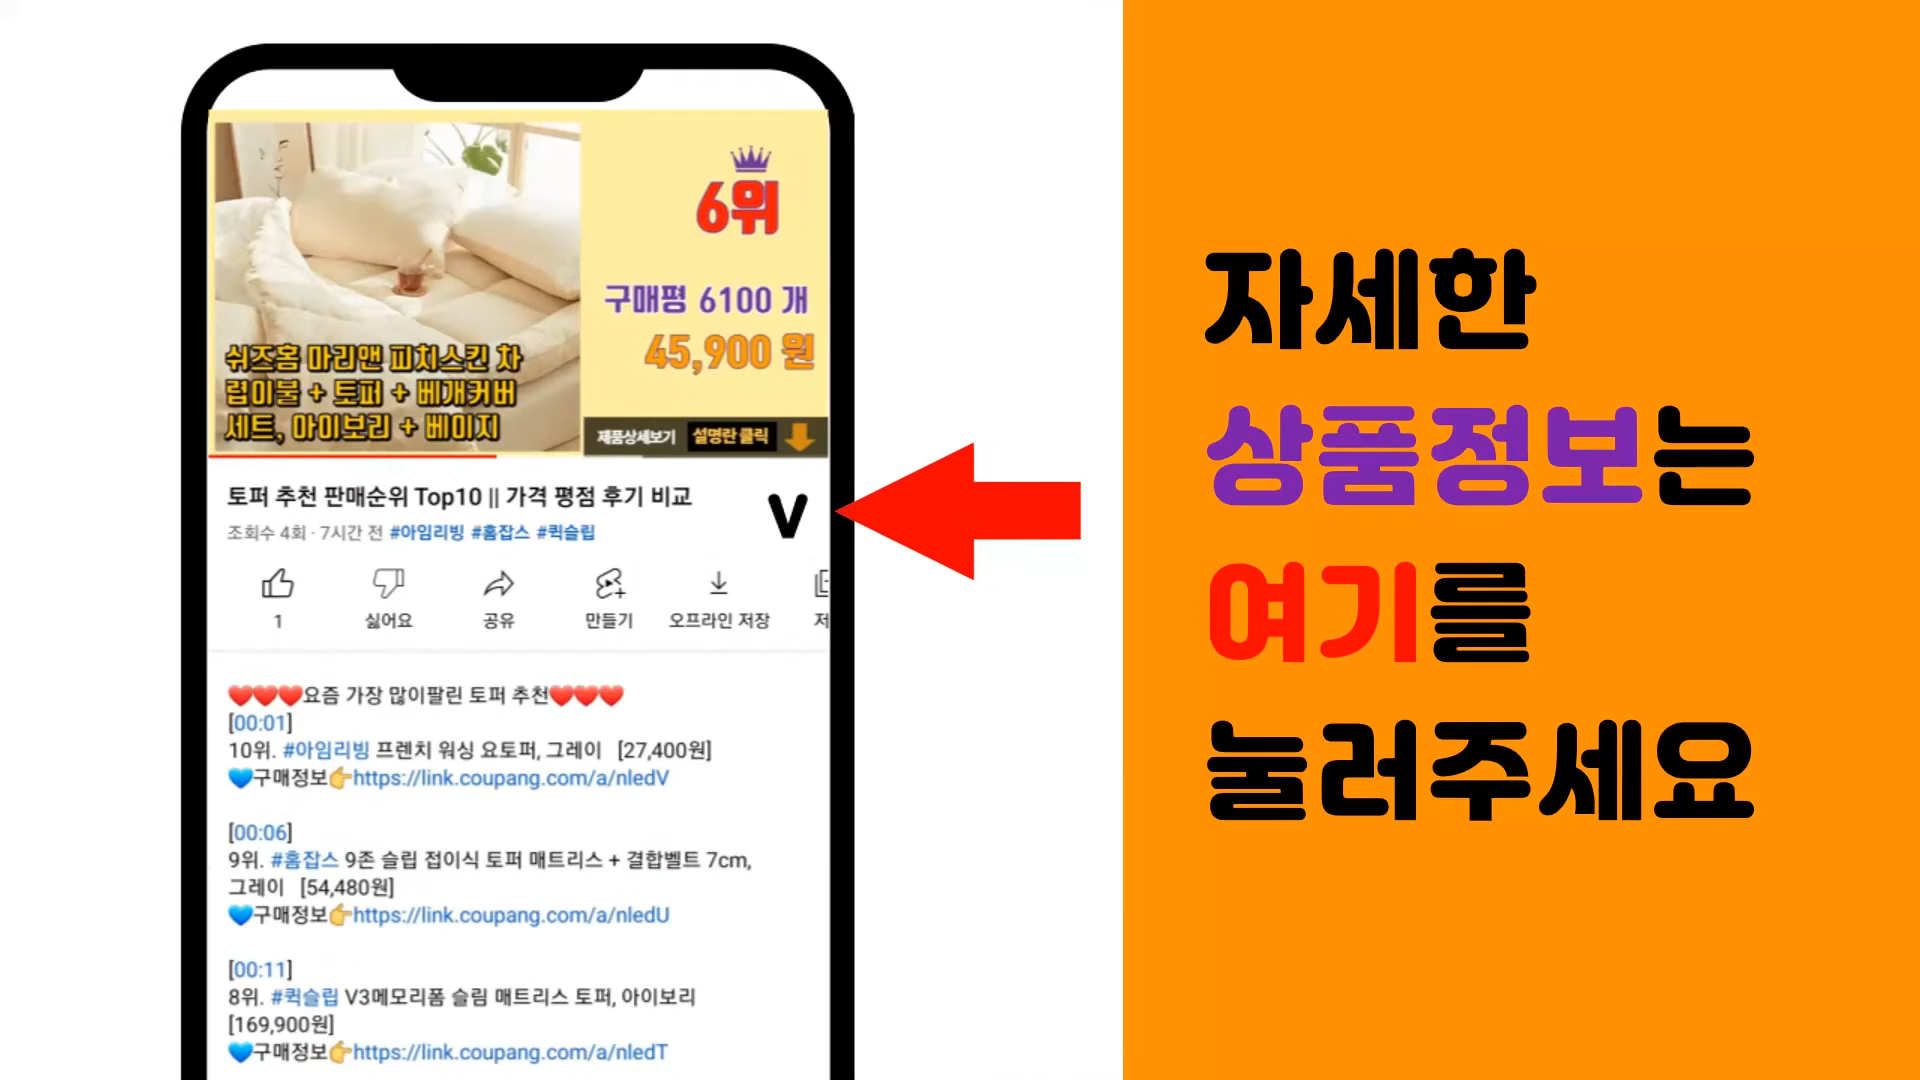 6위
구매평 6100 개
45,900 원
쉬즈홈 마리앤 피치스킨 차
렵이불 + 토퍼 + 베개커버
세트, 아이보리 + 베이지
제품상세보기 설명란 클릭
토퍼 추천 판매순위 Top10 || 가격 평점 후기 비교
V
조회수 4회 · 7시간 전 #아임리빙 #홈잡스 #퀵슬립
1 싫어요 공유 만들기 오프라인 저장 저
❤️❤️❤️요즘 가장 많이팔린 토퍼 추천❤️❤️❤️
[00:01]
10위. #아임리빙 프렌치 워싱 요토퍼, 그레이 [27,400원]
💙구매정보👉https://link.coupang.com/a/nledV
[00:06]
9위. #홈잡스 9존 슬립 접이식 토퍼 매트리스 + 결합벨트 7cm,
그레이 [54,480원]
💙구매정보👉https://link.coupang.com/a/nledU
[00:11]
8위. #퀵슬립 V3메모리폼 슬림 매트리스 토퍼, 아이보리
[169,900원]
💙구매정보👉https://link.coupang.com/a/nledT
자세한
상품정보는
여기를
눌러주세요